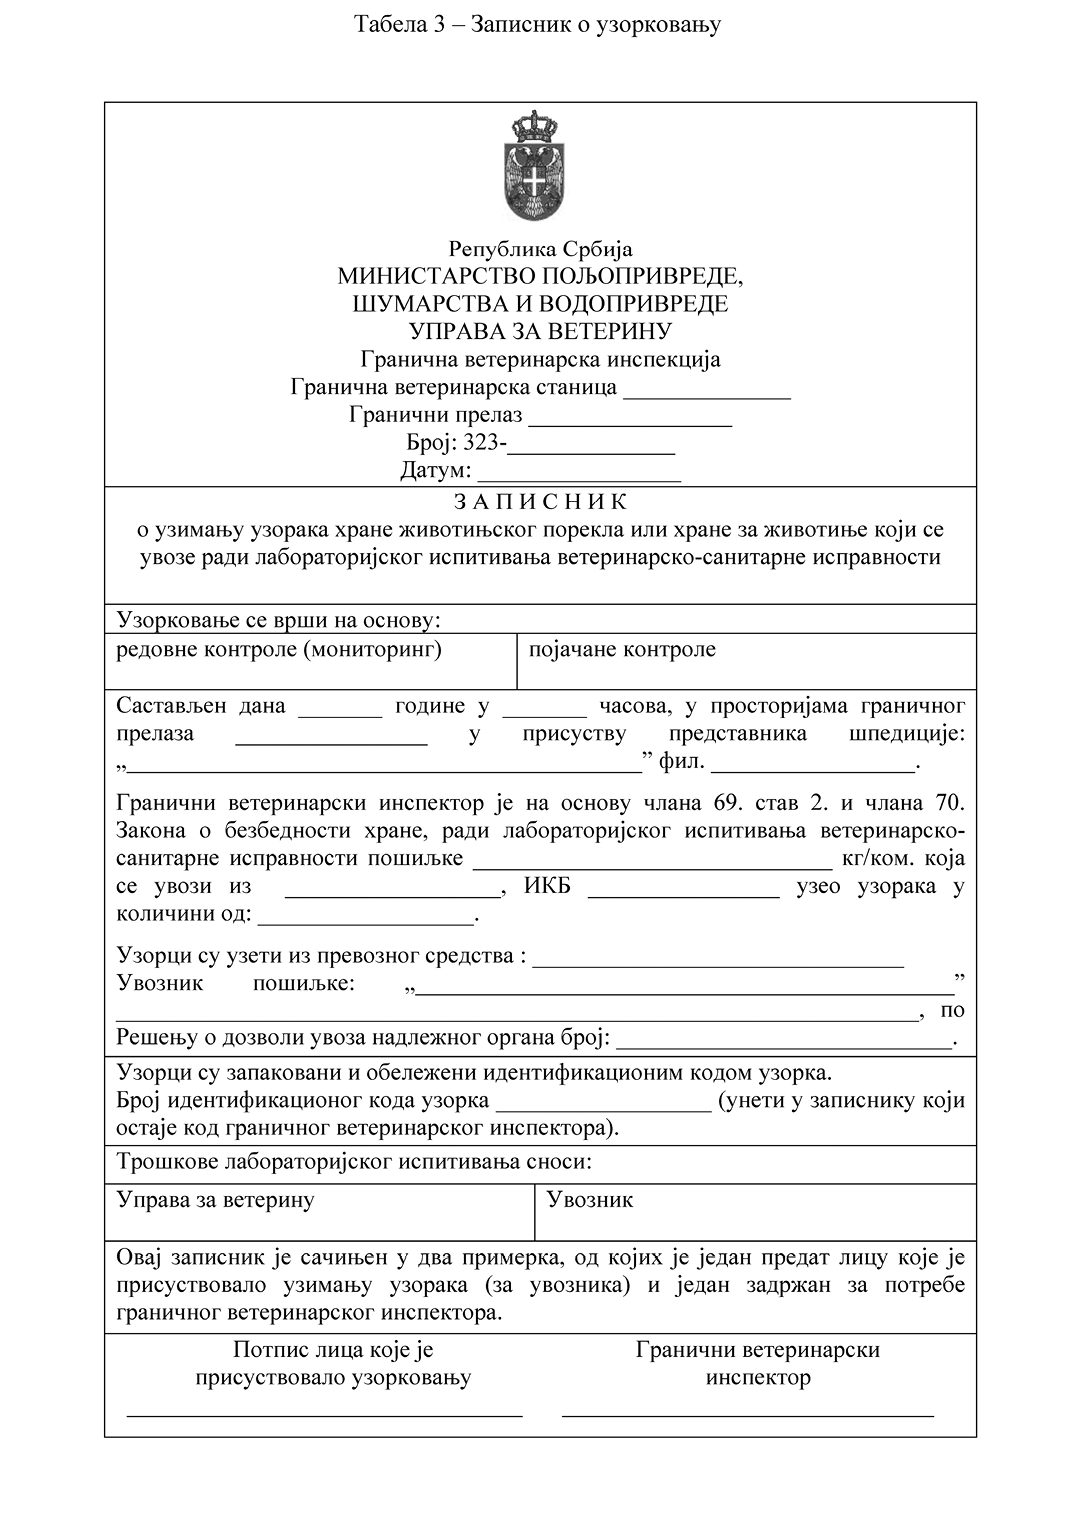 Табела 3 – Записник о узорковању
Република Србија
МИНИСТАРСТВО ПОЉОПРИВРЕДЕ,
ШУМАРСТВА И ВОДОПРИВРЕДЕ
УПРАВА ЗА ВЕТЕРИНУ
Гранична ветеринарска инспекција
Гранична ветеринарска станица ______________
Гранични прелаз _________________
Број: 323-______________
Датум: _________________
З А П И С Н И К
о узимању узорака хране животињског порекла или хране за животиње који се
увозе ради лабораторијског испитивања ветеринарско-санитарне исправности
Узорковање се врши на основу:
редовне контроле (мониторинг)
појачане контроле
Састављен дана _______ године у _______ часова, у просторијама граничног
прелаза ________________ у присуству представника шпедиције:
„___________________________________________” фил. _________________.
Гранични ветеринарски инспектор је на основу члана 69. став 2. и члана 70.
Закона о безбедности хране, ради лабораторијског испитивања ветеринарско-
санитарне исправности пошиљке ______________________________ кг/ком. која
се увози из __________________, ИКБ ________________ узео узорака у
количини од: __________________.
Узорци су узети из превозног средства : _______________________________
Увозник пошиљке: „_____________________________________________”
___________________________________________________________________, по
Решењу о дозволи увоза надлежног органа број: ____________________________.
Узорци су запаковани и обележени идентификационим кодом узорка.
Број идентификационог кода узорка __________________ (унети у записнику који
остаје код граничног ветеринарског инспектора).
Трошкове лабораторијског испитивања сноси:
Управа за ветерину
Увозник
Овај записник је сачињен у два примерка, од којих је један предат лицу које је
присуствовало узимању узорака (за увозника) и један задржан за потребе
граничног ветеринарског инспектора.
Потпис лица које је
присуствовало узорковању
_________________________________
Гранични ветеринарски
инспектор
_______________________________